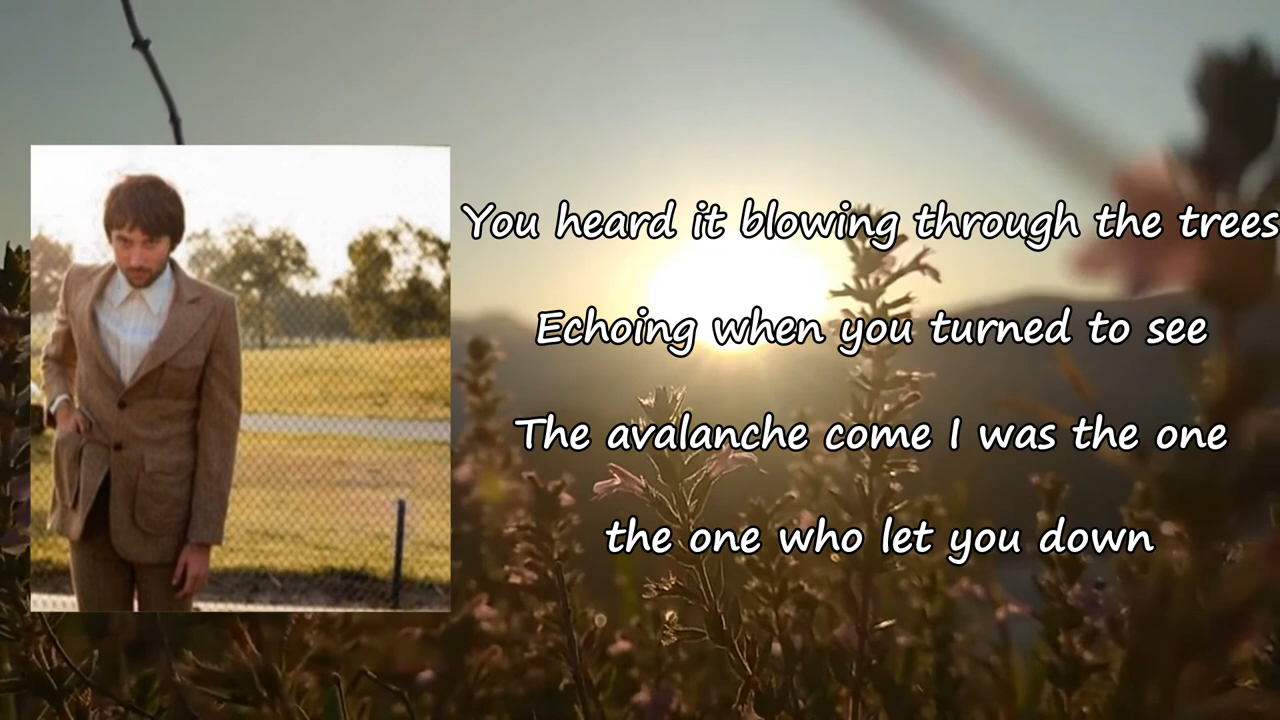 You heard it blowing through the trees
Echoing when you turned to see
The avalanche come I was the one
the one who let you down